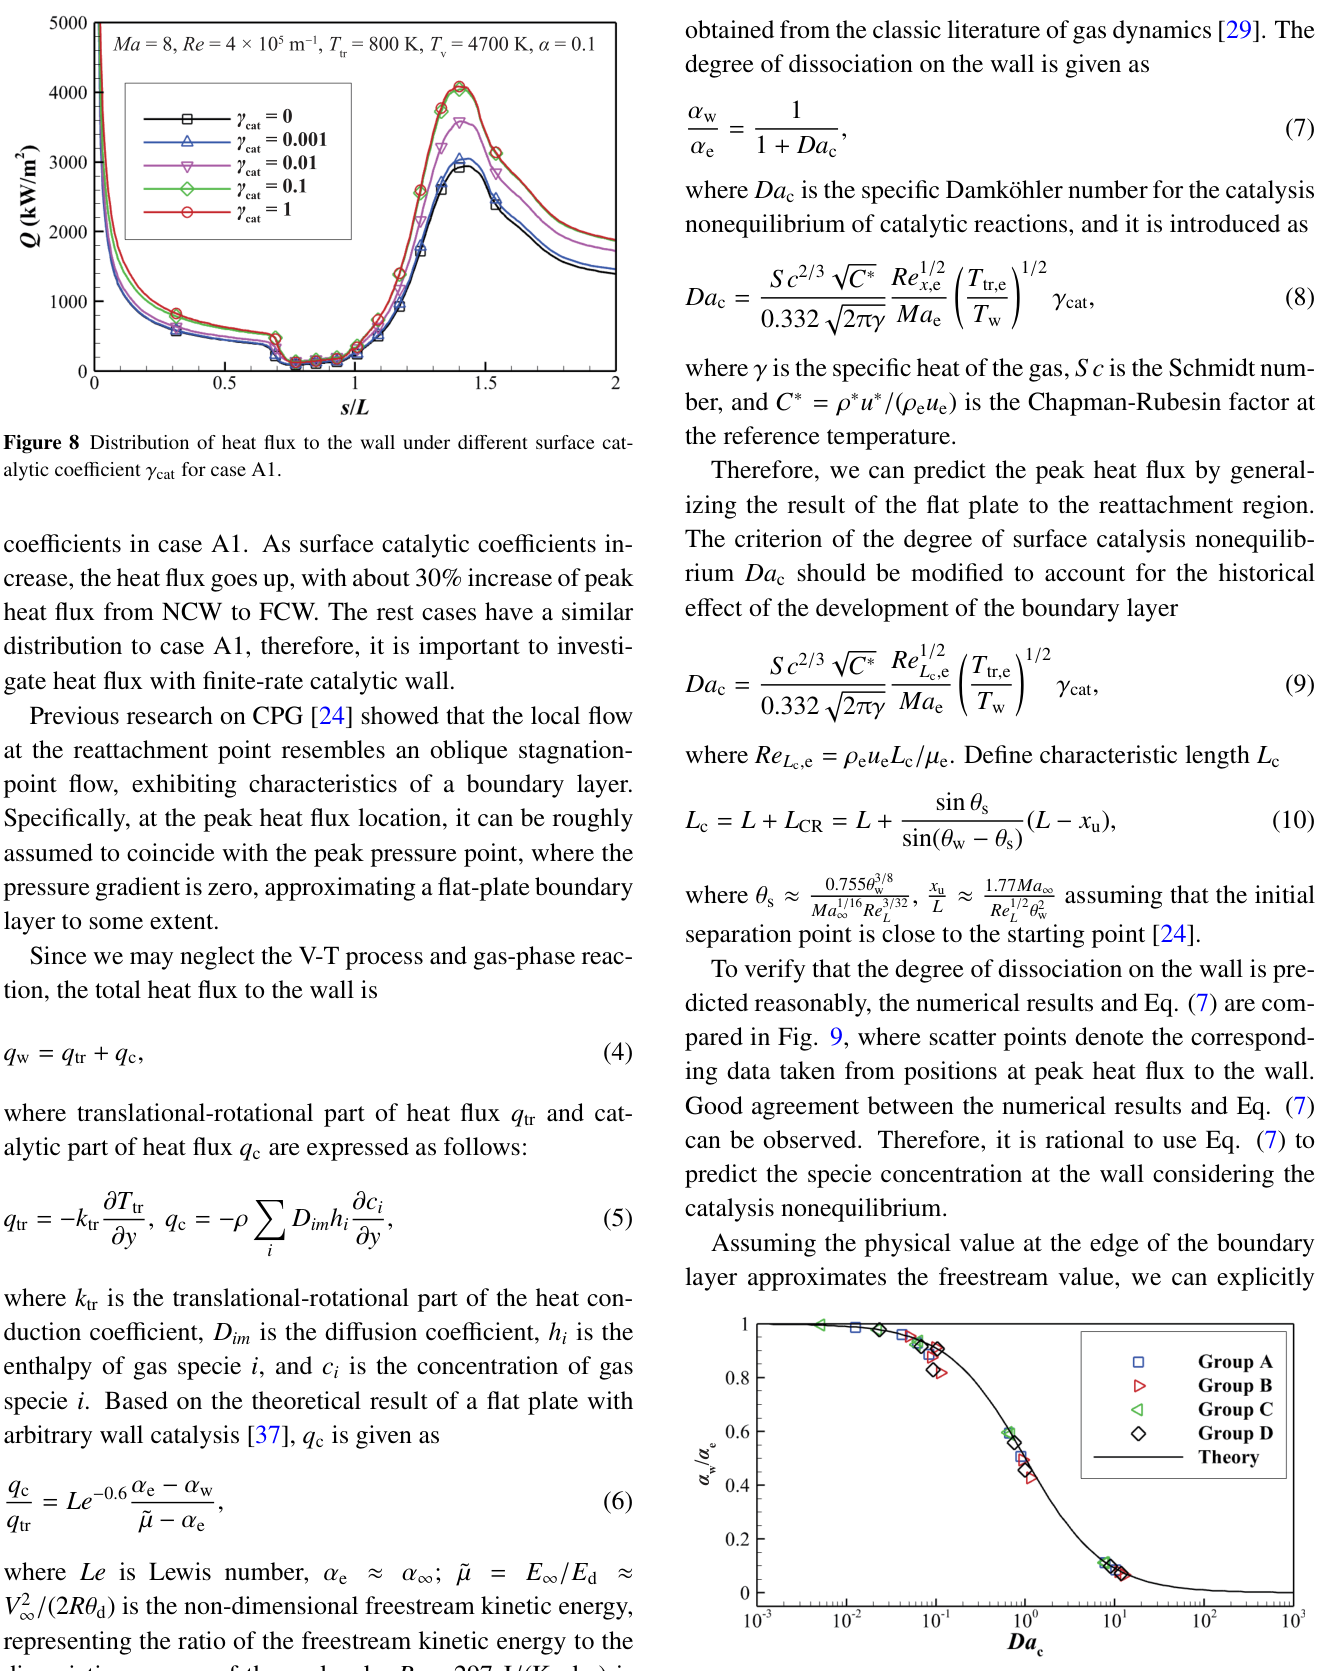 5000
4000
3000
2000
1000
0
Q (kW/m²)
Ma = 8, Re = 4 × 10⁵ m⁻¹, T_tr = 800 K, T_v = 4700 K, α = 0.1
γ_cat = 0
γ_cat = 0.001
γ_cat = 0.01
γ_cat = 0.1
γ_cat = 1
0 0.5 1 1.5 2
s/L
Figure 8 Distribution of heat flux to the wall under different surface cat-
alytic coefficient γ_cat for case A1.
coefficients in case A1. As surface catalytic coefficients in-
crease, the heat flux goes up, with about 30% increase of peak
heat flux from NCW to FCW. The rest cases have a similar
distribution to case A1, therefore, it is important to investi-
gate heat flux with finite-rate catalytic wall.
Previous research on CPG [24] showed that the local flow
at the reattachment point resembles an oblique stagnation-
point flow, exhibiting characteristics of a boundary layer.
Specifically, at the peak heat flux location, it can be roughly
assumed to coincide with the peak pressure point, where the
pressure gradient is zero, approximating a flat-plate boundary
layer to some extent.
Since we may neglect the V-T process and gas-phase reac-
tion, the total heat flux to the wall is
q_w = q_tr + q_c, (4)
where translational-rotational part of heat flux q_tr and cat-
alytic part of heat flux q_c are expressed as follows:
q_tr = −k_tr ∂T_tr/∂y, q_c = −ρ ∑_i D_im h_i ∂c_i/∂y, (5)
where k_tr is the translational-rotational part of the heat con-
duction coefficient, D_im is the diffusion coefficient, h_i is the
enthalpy of gas specie i, and c_i is the concentration of gas
specie i. Based on the theoretical result of a flat plate with
arbitrary wall catalysis [37], q_c is given as
q_c/q_tr = Le^−0.6 (α_e − α_w)/(μ̃ − α_e), (6)
where Le is Lewis number, α_e ≈ α_∞; μ̃ = E_∞/E_d ≈
V_∞²/(2Rθ_d) is the non-dimensional freestream kinetic energy,
representing the ratio of the freestream kinetic energy to the
obtained from the classic literature of gas dynamics [29]. The
degree of dissociation on the wall is given as
α_w/α_e = 1/(1 + Da_c), (7)
where Da_c is the specific Damköhler number for the catalysis
nonequilibrium of catalytic reactions, and it is introduced as
Da_c = (Sc^2/3 √C*)/(0.332 √2πγ) (Re_x,e^1/2)/(Ma_e) (T_tr,e/T_w)^1/2 γ_cat, (8)
where γ is the specific heat of the gas, Sc is the Schmidt num-
ber, and C* = ρ*u*/(ρ_e u_e) is the Chapman-Rubesin factor at
the reference temperature.
Therefore, we can predict the peak heat flux by general-
izing the result of the flat plate to the reattachment region.
The criterion of the degree of surface catalysis nonequilib-
rium Da_c should be modified to account for the historical
effect of the development of the boundary layer
Da_c = (Sc^2/3 √C*)/(0.332 √2πγ) (Re_Lc,e^1/2)/(Ma_e) (T_tr,e/T_w)^1/2 γ_cat, (9)
where Re_Lc,e = ρ_e u_e L_c/μ_e. Define characteristic length L_c
L_c = L + L_CR = L + (sin θ_s)/(sin(θ_w − θ_s)) (L − x_u), (10)
where θ_s ≈ (0.755θ_w^3/8)/(Ma_∞^1/16 Re_L^3/32), x_u/L ≈ (1.77Ma_∞)/(Re_L^1/2 θ_w²) assuming that the initial
separation point is close to the starting point [24].
To verify that the degree of dissociation on the wall is pre-
dicted reasonably, the numerical results and Eq. (7) are com-
pared in Fig. 9, where scatter points denote the correspond-
ing data taken from positions at peak heat flux to the wall.
Good agreement between the numerical results and Eq. (7)
can be observed. Therefore, it is rational to use Eq. (7) to
predict the specie concentration at the wall considering the
catalysis nonequilibrium.
Assuming the physical value at the edge of the boundary
layer approximates the freestream value, we can explicitly
1
0.8
0.6
0.4
0.2
0
α_w/α_e
Group A
Group B
Group C
Group D
Theory
10⁻³ 10⁻² 10⁻¹ 10⁰ 10¹ 10² 10³
Da_c